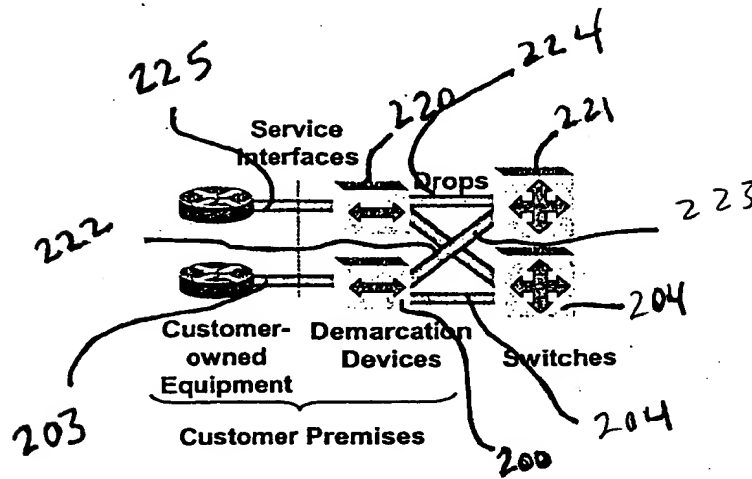 224
225
220
221
Service
Interfaces
Drops
222
223
204
Customer-
owned
Equipment
Demarcation
Devices
Switches
203
Customer Premises
200
204